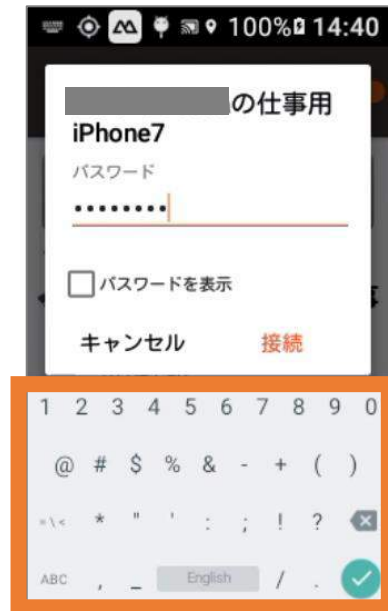 100% 14:40
の仕事用
iPhone7
パスワード
••••••••
パスワードを表示
キャンセル 接続
1 2 3 4 5 6 7 8 9 0
@ # $ % & - + ( )
=\< * " ' : ; ! ?
ABC , _ English / .